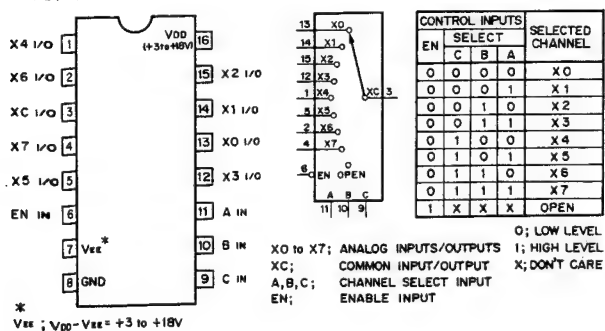 X4 I/O 1
X6 I/O 2
XC I/O 3
X7 I/O 4
X5 I/O 5
EN IN 6
7 VEE*
8 GND
VDD
(+3to+18V)
16
15 X2 I/O
14 X1 I/O
13 X0 I/O
12 X3 I/O
11 A IN
10 B IN
9 C IN
*
VEE ; VDD-VEE = +3 to +18V
13 X0
14 X1
15 X2
12 X3
1 X4
5 X5
2 X6
4 X7
XC 3
6 EN OPEN
A B C
11 10 9
CONTROL INPUTS
EN SELECT SELECTED CHANNEL
C B A
0 0 0 0 X0
0 0 0 1 X1
0 0 1 0 X2
0 0 1 1 X3
0 1 0 0 X4
0 1 0 1 X5
0 1 1 0 X6
0 1 1 1 X7
1 X X X OPEN
0; LOW LEVEL
1; HIGH LEVEL
X; DON'T CARE
X0 to X7; ANALOG INPUTS/OUTPUTS
XC; COMMON INPUT/OUTPUT
A,B,C; CHANNEL SELECT INPUT
EN; ENABLE INPUT